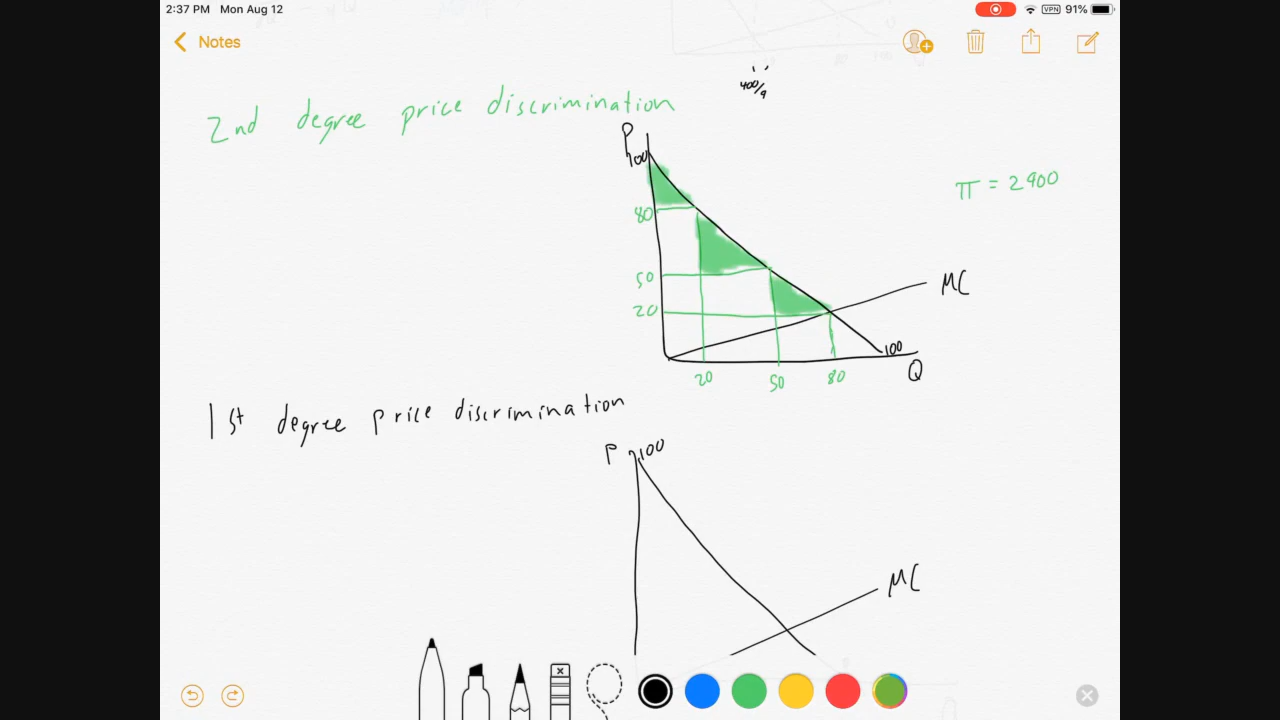 2:37 PM Mon Aug 12
VPN 91%
Notes
400/9
2nd degree price discrimination
P
100
80
50
20
20 50 80
100
Q
MC
π = 2900
1st degree price discrimination
P 100
MC